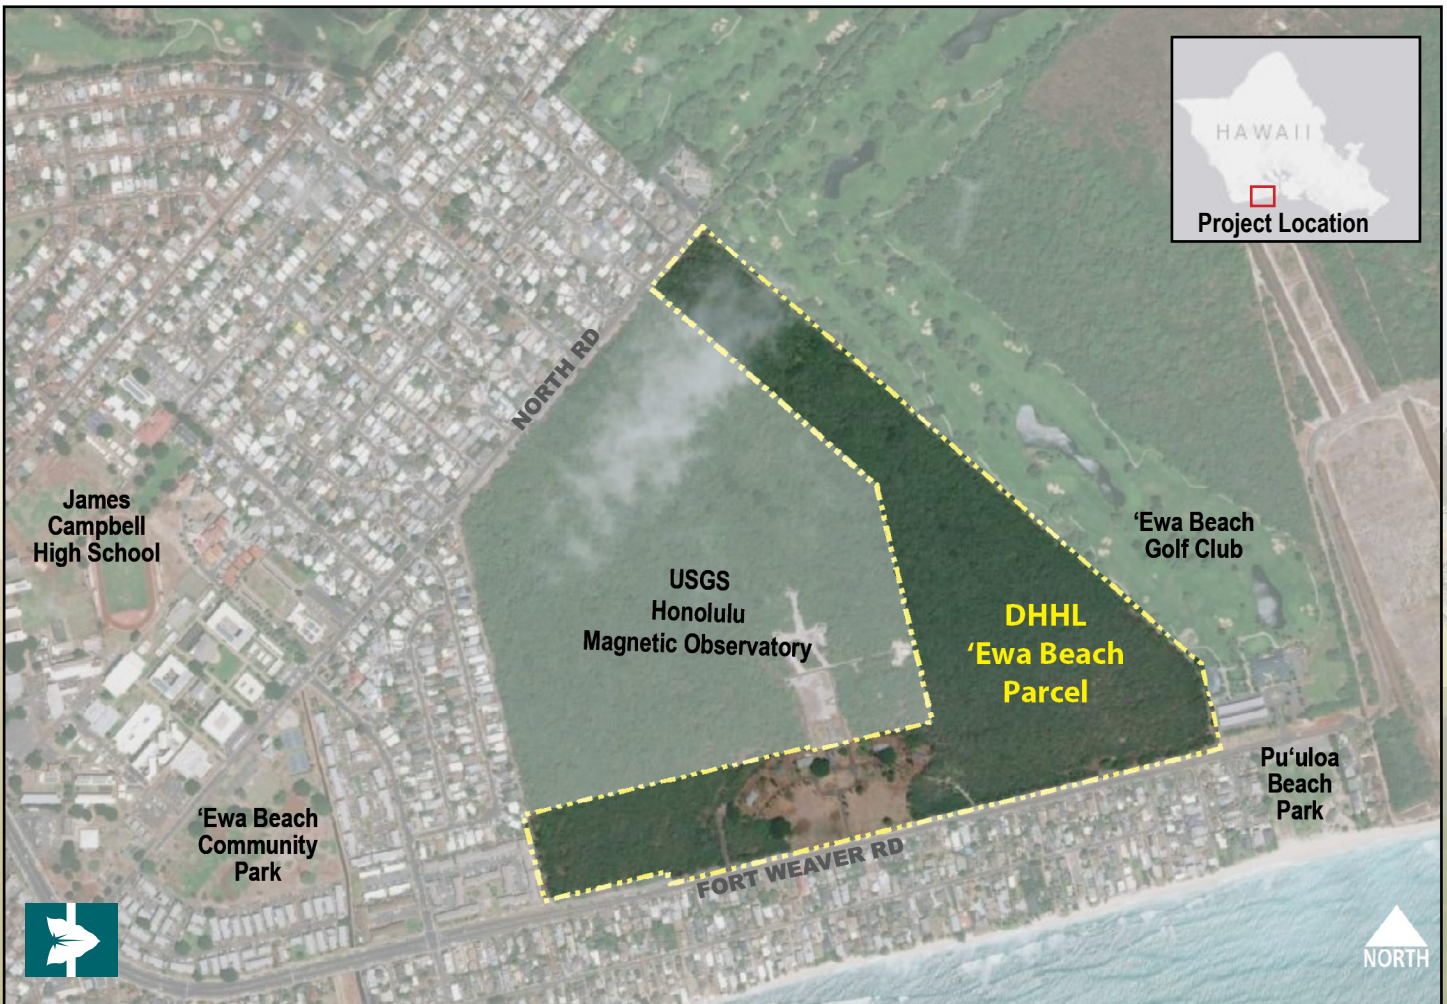 HAWAII
Project Location
NORTH RD
James
Campbell
High School
‘Ewa Beach
Golf Club
USGS
Honolulu
Magnetic Observatory
DHHL
‘Ewa Beach
Parcel
Pu‘uloa
Beach
Park
‘Ewa Beach
Community
Park
FORT WEAVER RD
NORTH